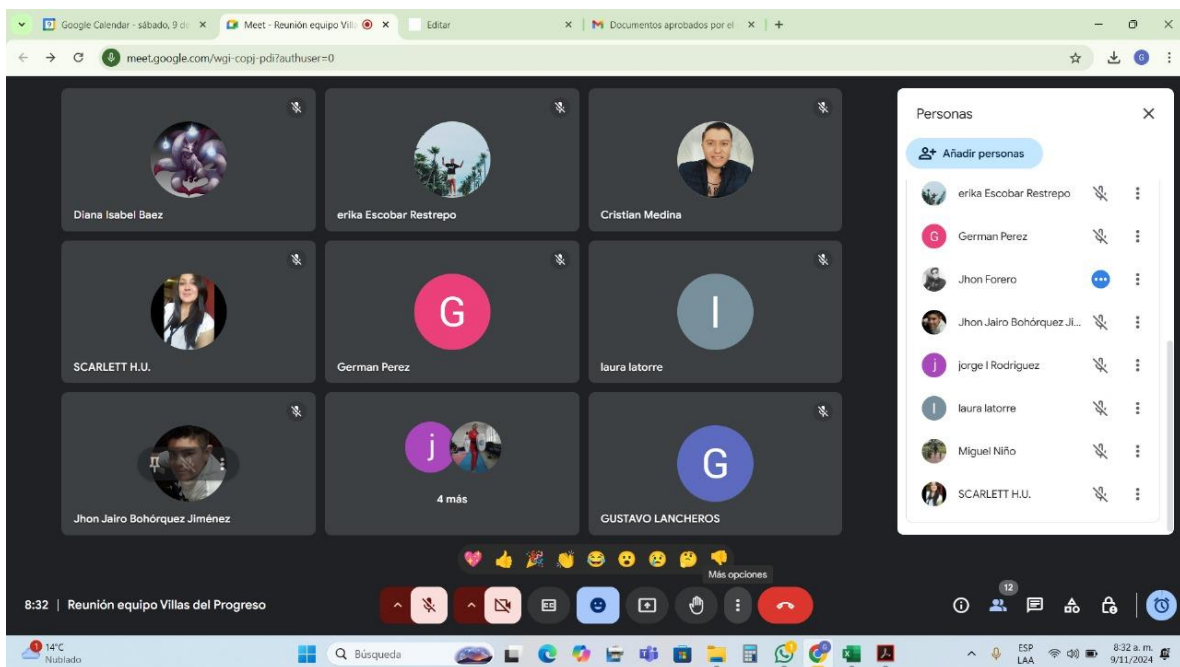 Google Calendar - sábado, 9 d
Meet - Reunión equipo Vill
Editar
Documentos aprobados por el
meet.google.com/wgi-copj-pdi?authuser=0
G
Diana Isabel Baez
erika Escobar Restrepo
Cristian Medina
SCARLETT H.U.
G
German Perez
l
laura latorre
Jhon Jairo Bohórquez Jiménez
j
4 más
G
GUSTAVO LANCHEROS
Personas
Añadir personas
erika Escobar Restrepo
G
German Perez
Jhon Forero
Jhon Jairo Bohórquez Ji...
j
jorge l Rodriguez
l
laura latorre
Miguel Niño
SCARLETT H.U.
Más opciones
8:32 | Reunión equipo Villas del Progreso
12
14°C
Nublado
Búsqueda
ESP
LAA
8:32 a. m.
9/11/2024